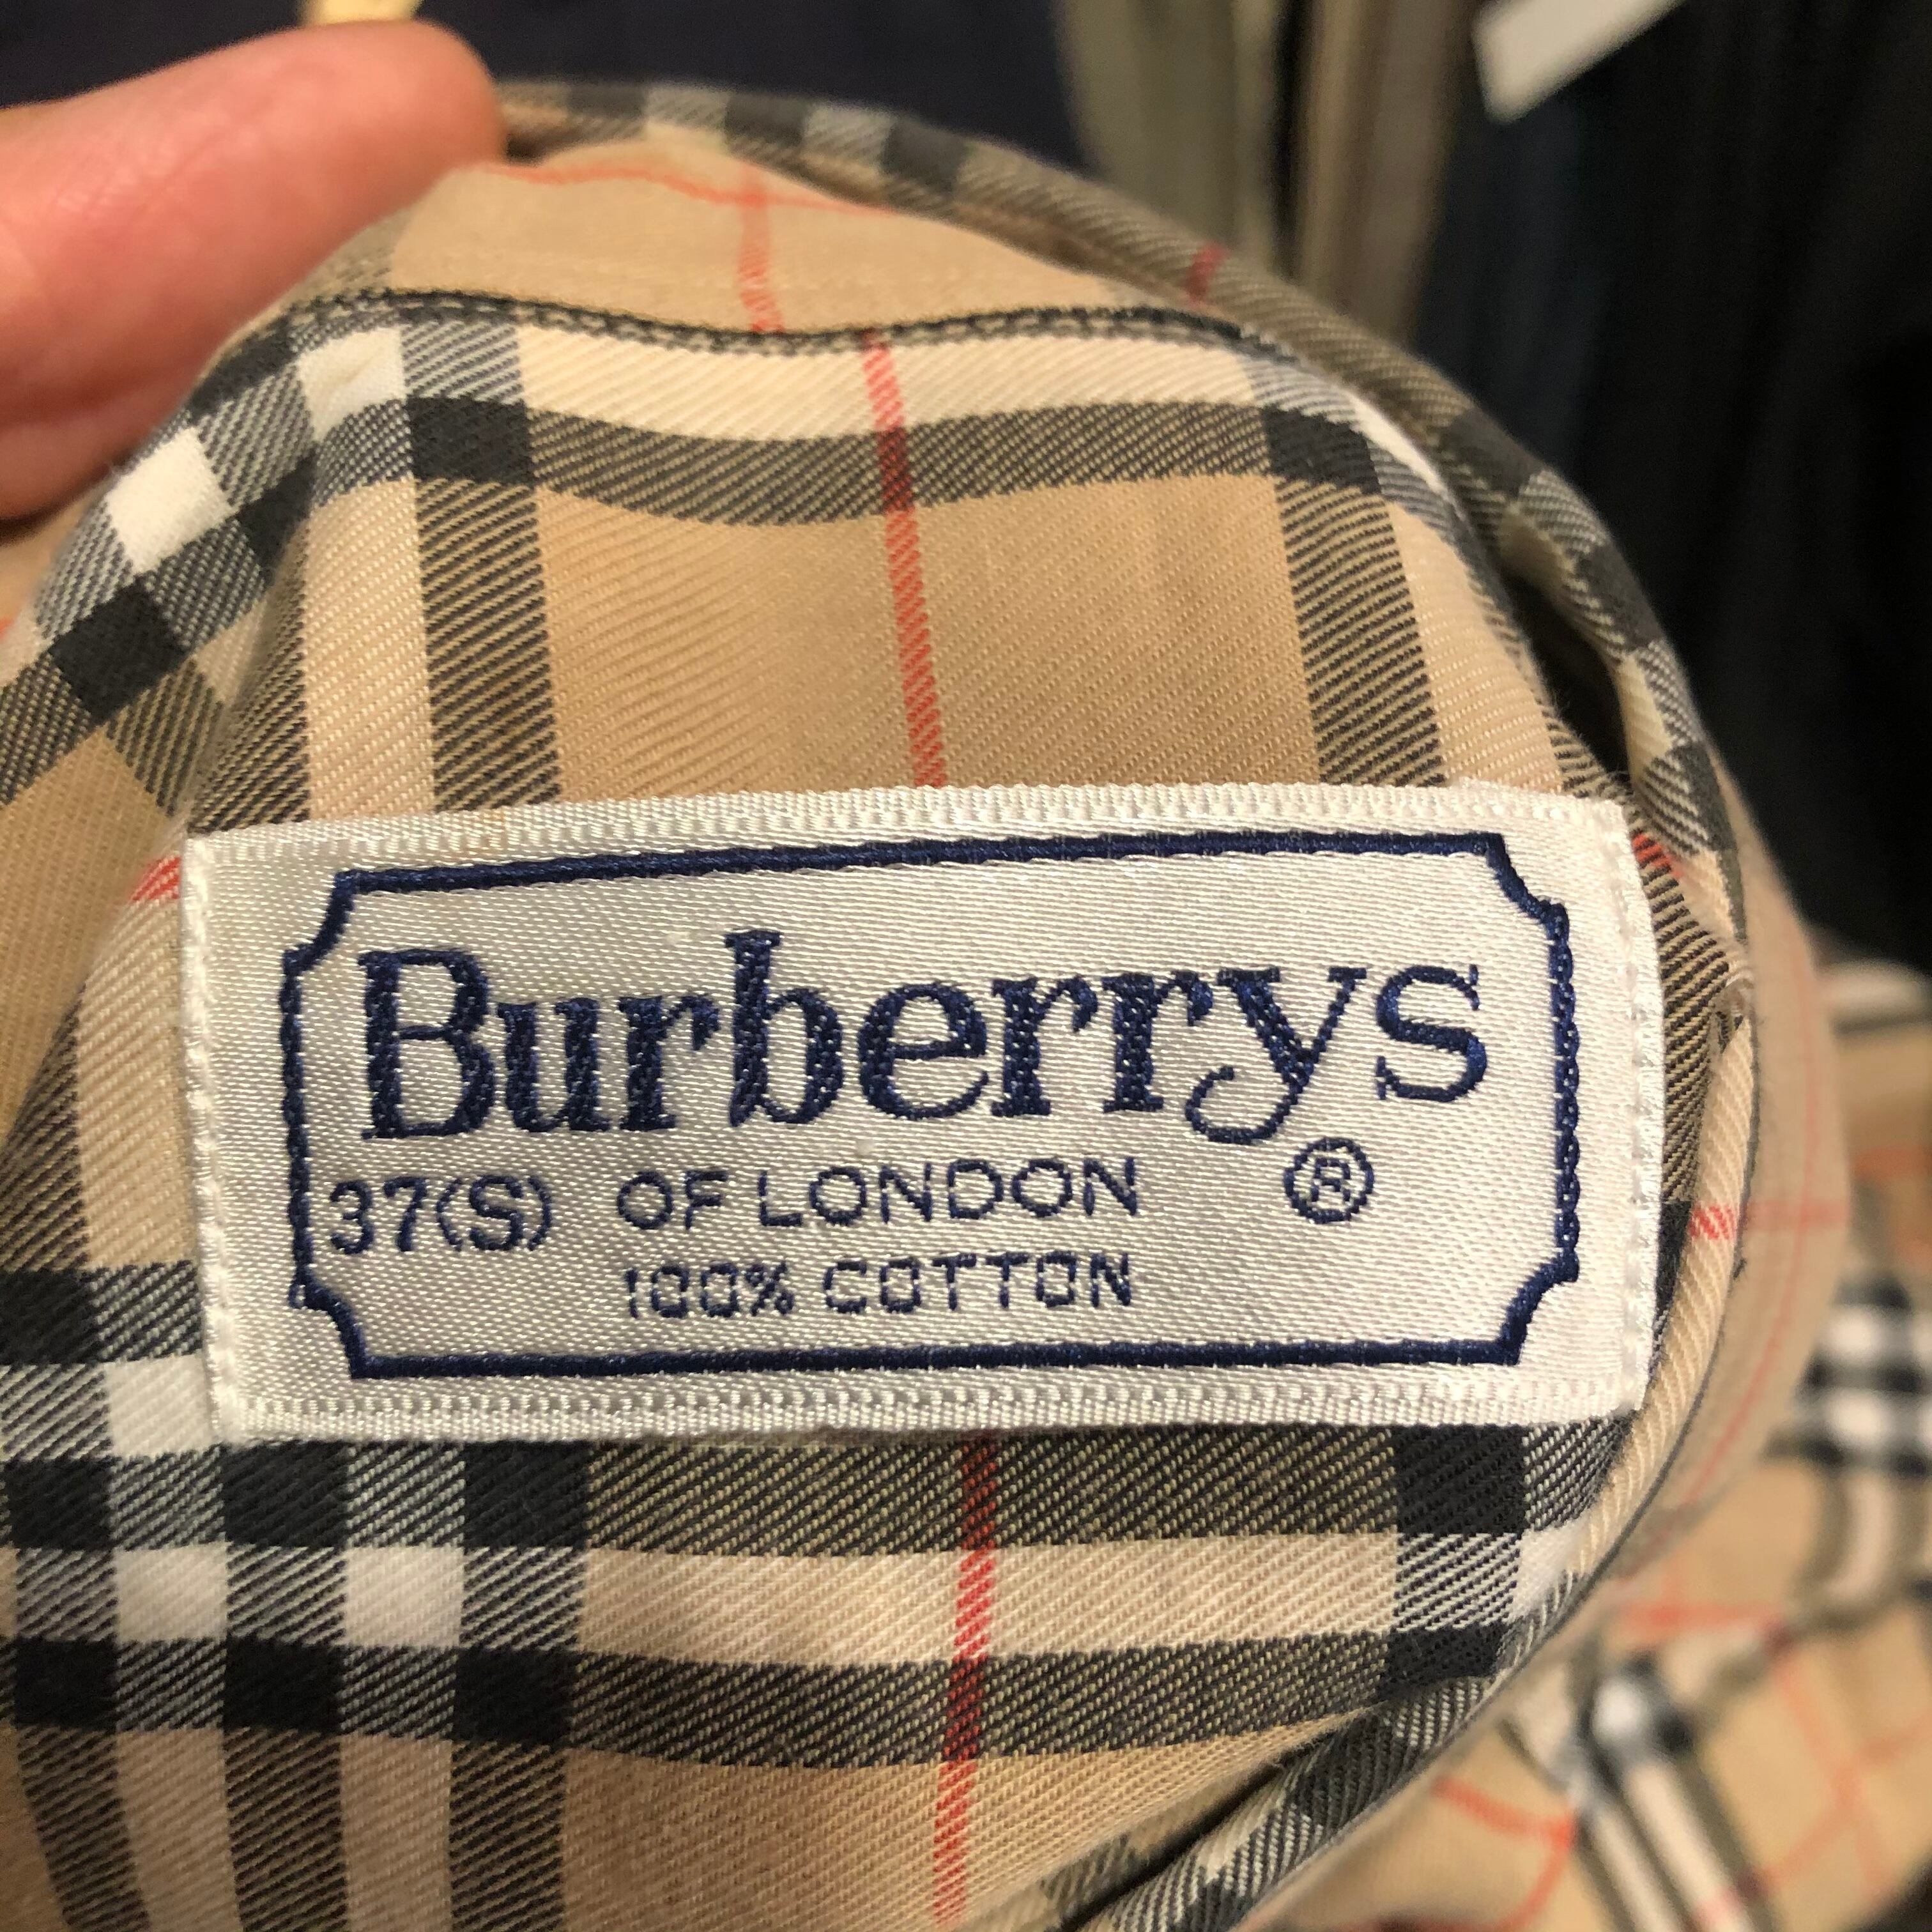 Burberrys
37(S) OF LONDON ®
100% COTTON